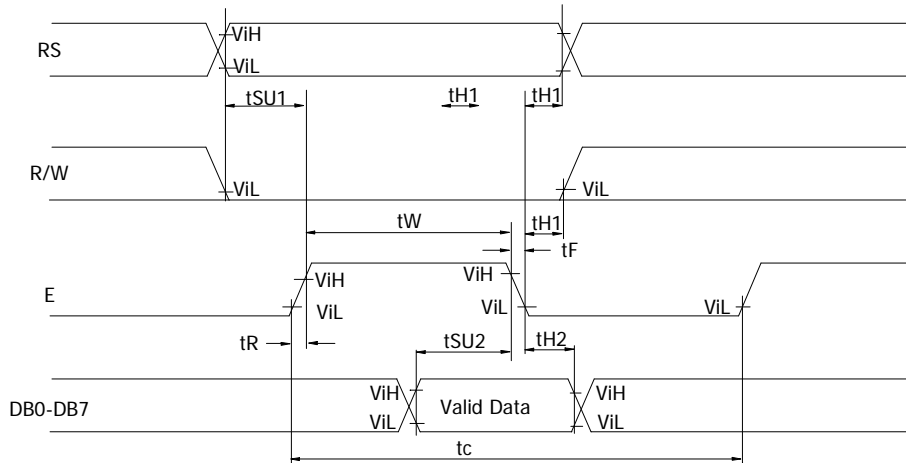 RS
ViH
ViL
tSU1
tH1
tH1
R/W
ViL
ViL
tW
tH1
tF
E
ViH
ViL
ViH
ViL
ViL
tR
tSU2
tH2
DB0-DB7
ViH
ViL
Valid Data
ViH
ViL
tc